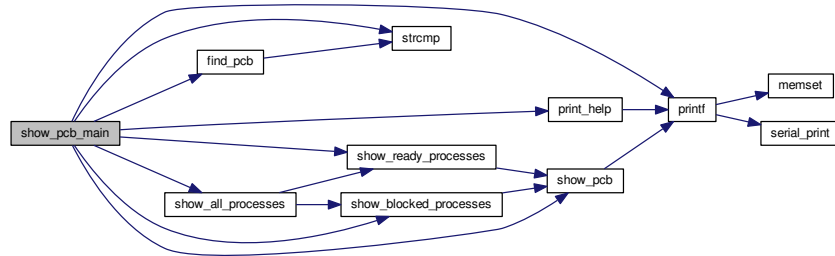 strcmp
find_pcb
memset
print_help
printf
show_pcb_main
serial_print
show_ready_processes
show_pcb
show_all_processes
show_blocked_processes